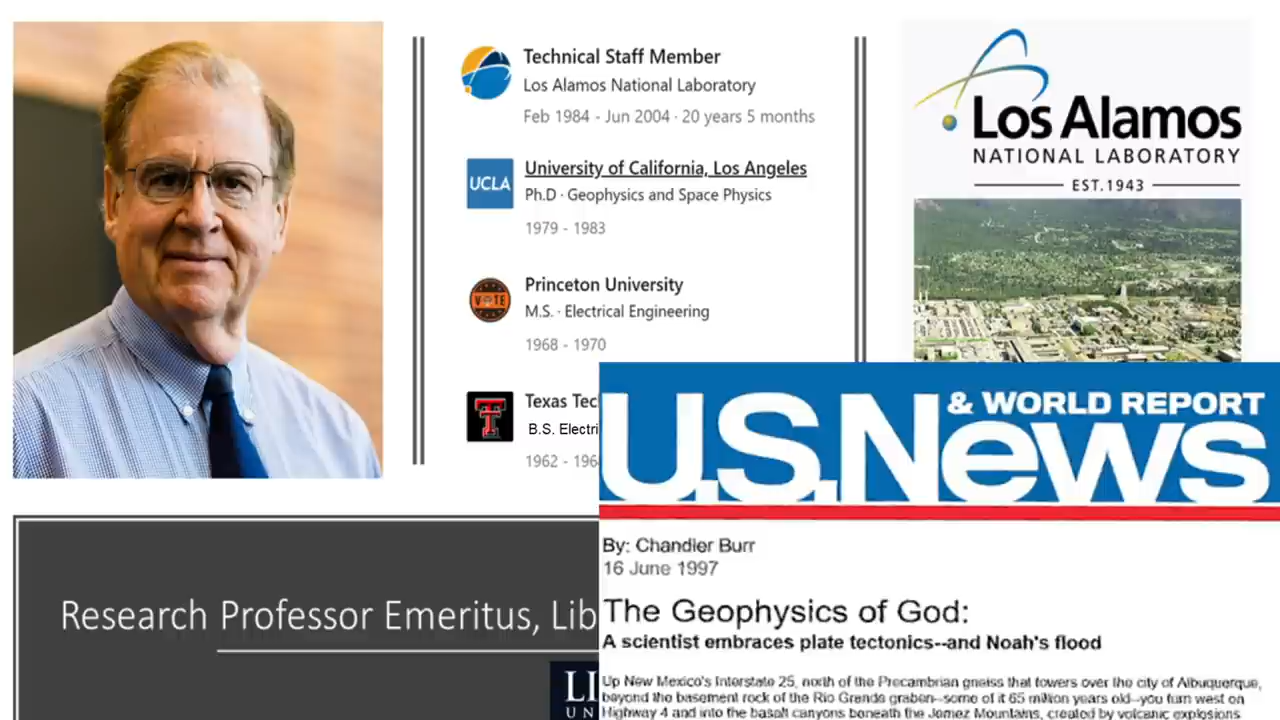 Technical Staff Member
Los Alamos National Laboratory
Feb 1984 - Jun 2004 · 20 years 5 months
UCLA
University of California, Los Angeles
Ph.D · Geophysics and Space Physics
1979 - 1983
VOTE
Princeton University
M.S. · Electrical Engineering
1968 - 1970
Texas Tec
B.S. Electri
1962 - 196
Los Alamos
NATIONAL LABORATORY
EST.1943
Research Professor Emeritus, Lib
LI
UN
U.S.News
& WORLD REPORT
By: Chandler Burr
16 June 1997
The Geophysics of God:
A scientist embraces plate tectonics--and Noah's flood
Up New Mexico's Interstate 25, north of the Precambrian gneiss that towers over the city of Albuquerque,
beyond the basement rock of the Rio Grande graben--some of it 65 million years old--you turn west on
Highway 4 and into the basalt canyons beneath the Jemez Mountains, created by volcanic explosions